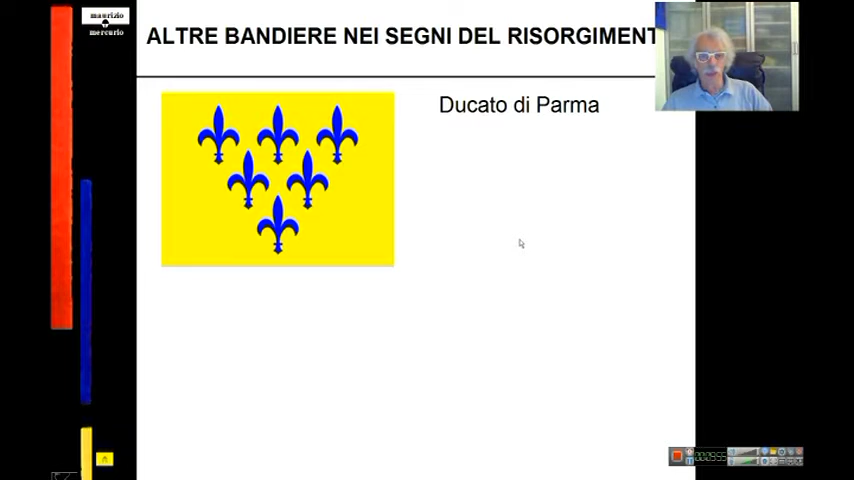 maurizio
mercurio
ALTRE BANDIERE NEI SEGNI DEL RISORGIMENT
Ducato di Parma